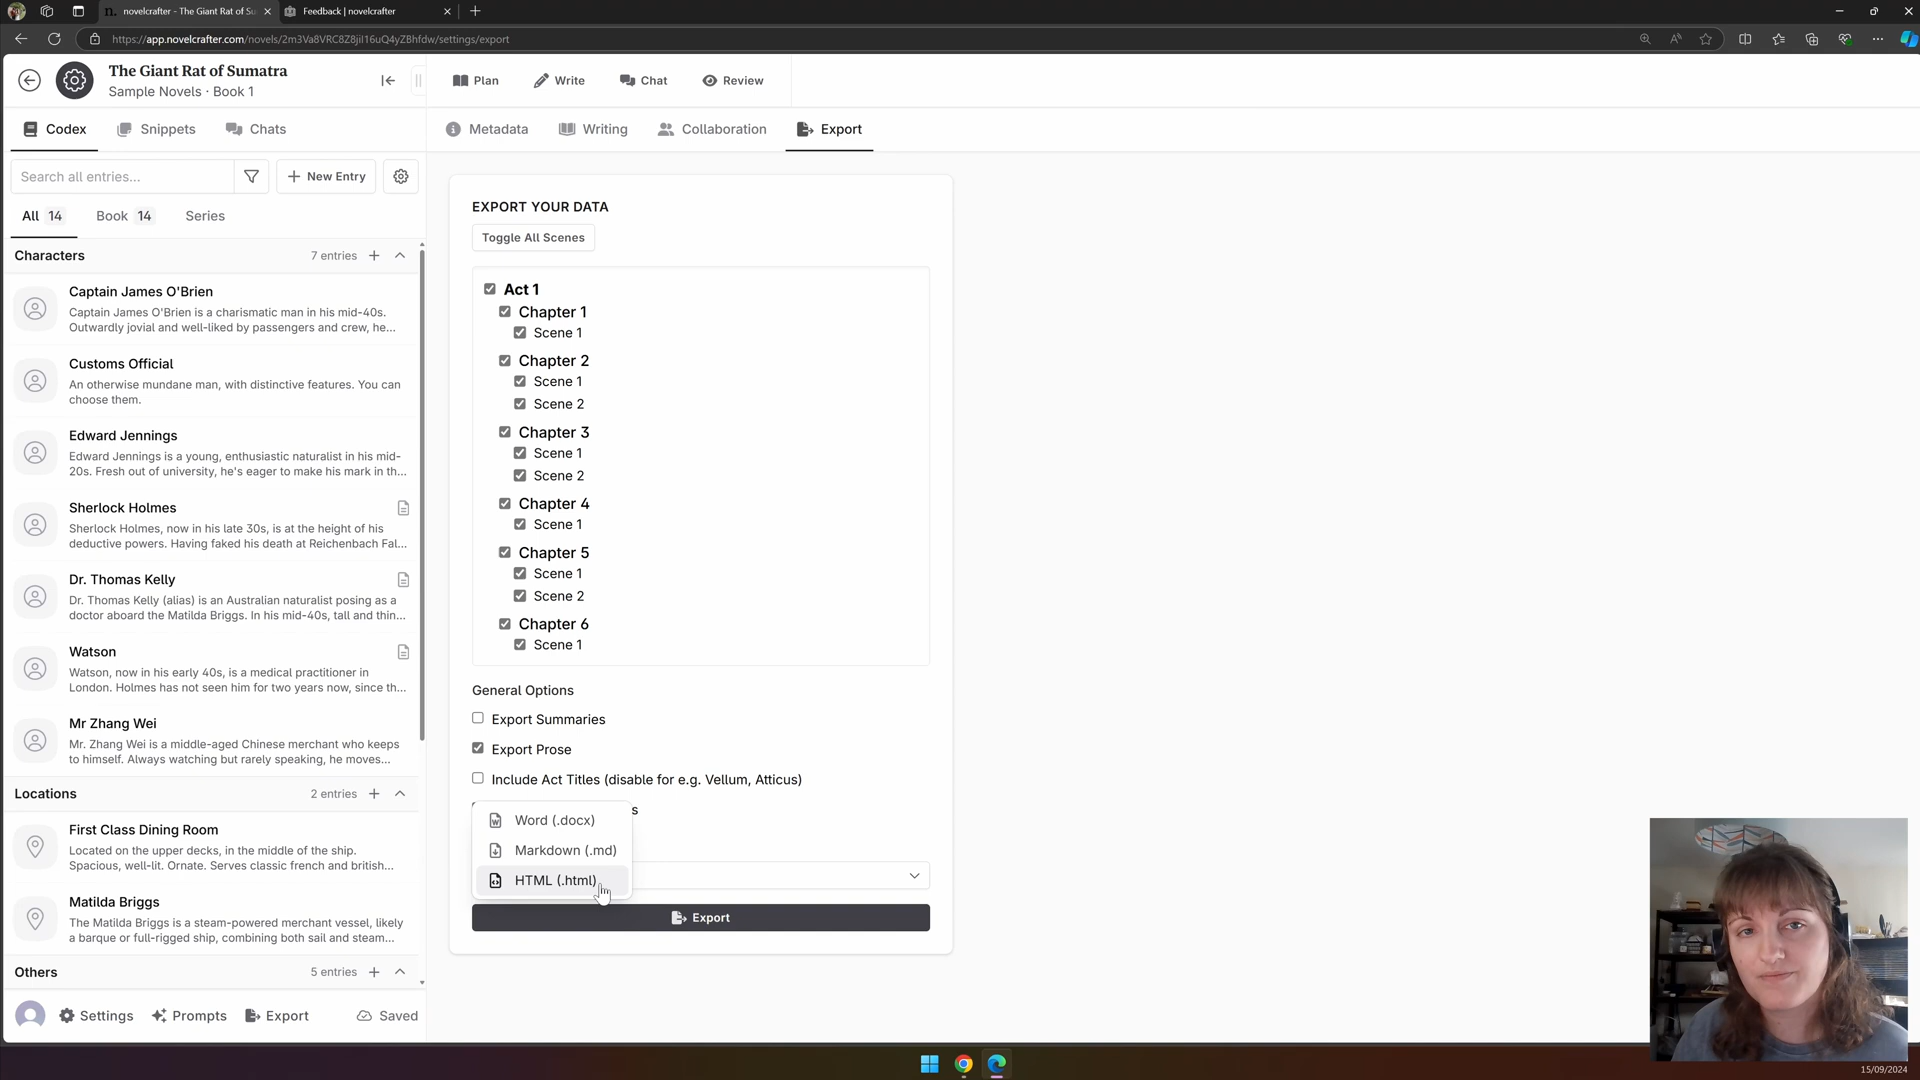 novelcrafter - The Giant Rat of Su
Feedback | novelcrafter
https://app.novelcrafter.com/novels/2m3Va8VRC8Z8jiI16uQ4yZBhfdw/settings/export
The Giant Rat of Sumatra
Sample Novels · Book 1
Plan
Write
Chat
Review
Codex
Snippets
Chats
Metadata
Writing
Collaboration
Export
Search all entries...
New Entry
All 14
Book 14
Series
Characters
7 entries
Captain James O'Brien
Captain James O'Brien is a charismatic man in his mid-40s.
Outwardly jovial and well-liked by passengers and crew, he...
Customs Official
An otherwise mundane man, with distinctive features. You can
choose them.
Edward Jennings
Edward Jennings is a young, enthusiastic naturalist in his mid-
20s. Fresh out of university, he's eager to make his mark in th...
Sherlock Holmes
Sherlock Holmes, now in his late 30s, is at the height of his
deductive powers. Having faked his death at Reichenbach Fal...
Dr. Thomas Kelly
Dr. Thomas Kelly (alias) is an Australian naturalist posing as a
doctor aboard the Matilda Briggs. In his mid-40s, tall and thin...
Watson
Watson, now in his early 40s, is a medical practitioner in
London. Holmes has not seen him for two years now, since th...
Mr Zhang Wei
Mr. Zhang Wei is a middle-aged Chinese merchant who keeps
to himself. Always watching but rarely speaking, he moves...
Locations
2 entries
First Class Dining Room
Located on the upper decks, in the middle of the ship.
Spacious, well-lit. Ornate. Serves classic french and british...
Matilda Briggs
The Matilda Briggs is a steam-powered merchant vessel, likely
a barque or full-rigged ship, combining both sail and steam...
Others
5 entries
Settings
Prompts
Export
Saved
EXPORT YOUR DATA
Toggle All Scenes
Act 1
Chapter 1
Scene 1
Chapter 2
Scene 1
Scene 2
Chapter 3
Scene 1
Scene 2
Chapter 4
Scene 1
Chapter 5
Scene 1
Scene 2
Chapter 6
Scene 1
General Options
Export Summaries
Export Prose
Include Act Titles (disable for e.g. Vellum, Atticus)
s
Word (.docx)
Markdown (.md)
HTML (.html)
Export
15/09/2024